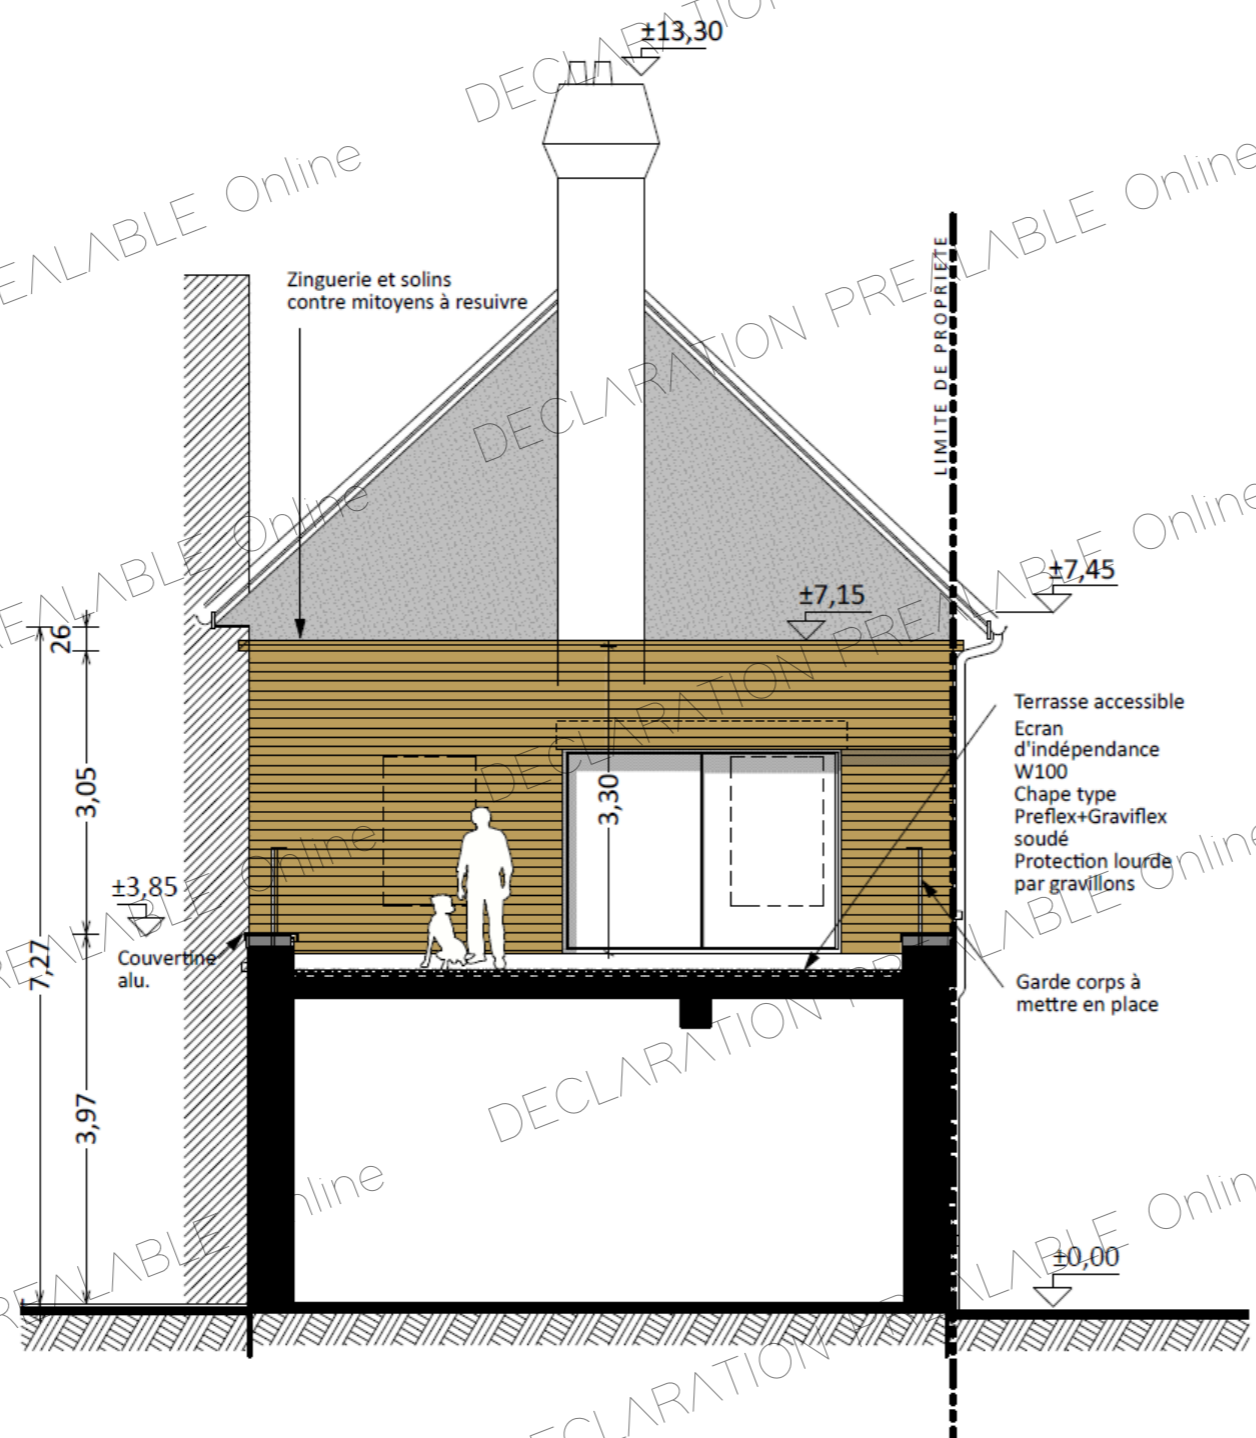 ±13,30
DECLARATION PREALABLE Online
Zinguerie et solins
contre mitoyens à resuivre
LIMITE DE PROPRIETE
±7,45
±7,15
26
3,05
3,30
7,27
3,97
±3,85
Couvertine
alu.
Terrasse accessible
Ecran
d'indépendance
W100
Chape type
Preflex+Graviflex
soudé
Protection lourde
par gravillons
Garde corps à
mettre en place
±0,00
DECLARATION PREALABLE Online
DECLARATION PREALABLE Online
DECLARATION PREALABLE Online